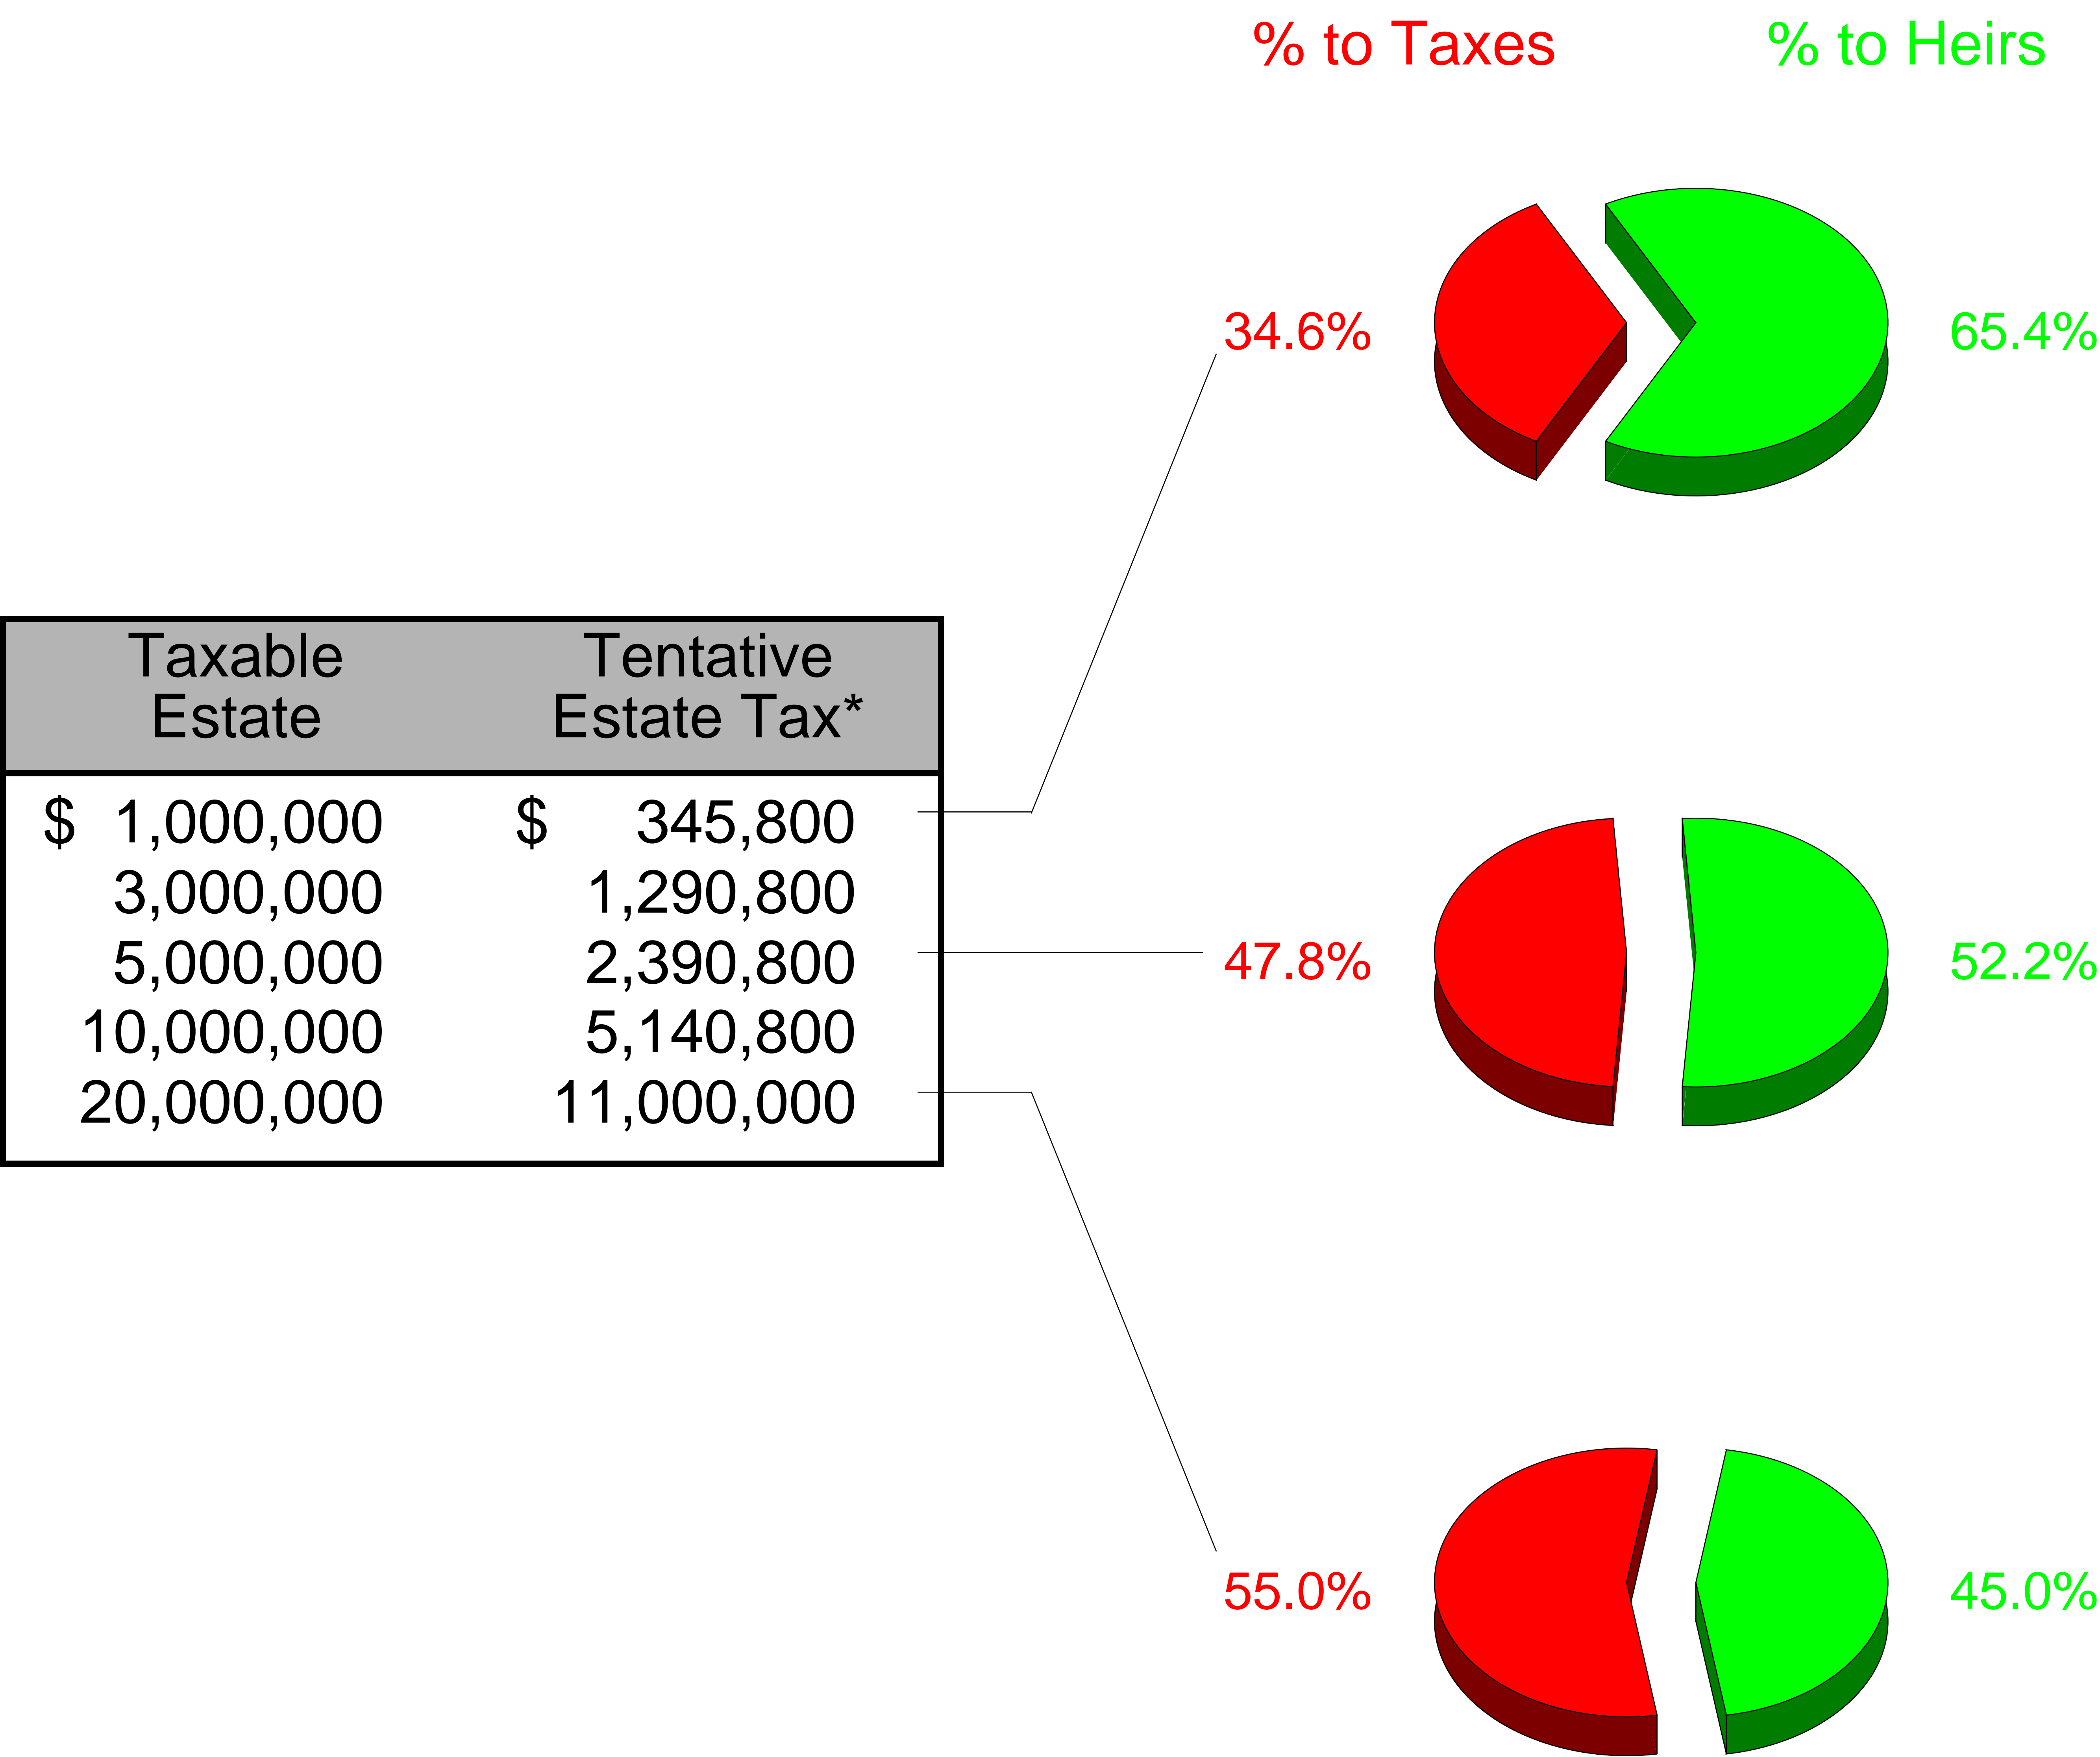 % to Taxes % to Heirs
34.6% 65.4%
Taxable Tentative
Estate Estate Tax*
$ 1,000,000 $ 345,800
3,000,000 1,290,800
5,000,000 2,390,800
47.8% 52.2%
10,000,000 5,140,800
20,000,000 11,000,000
55.0% 45.0%